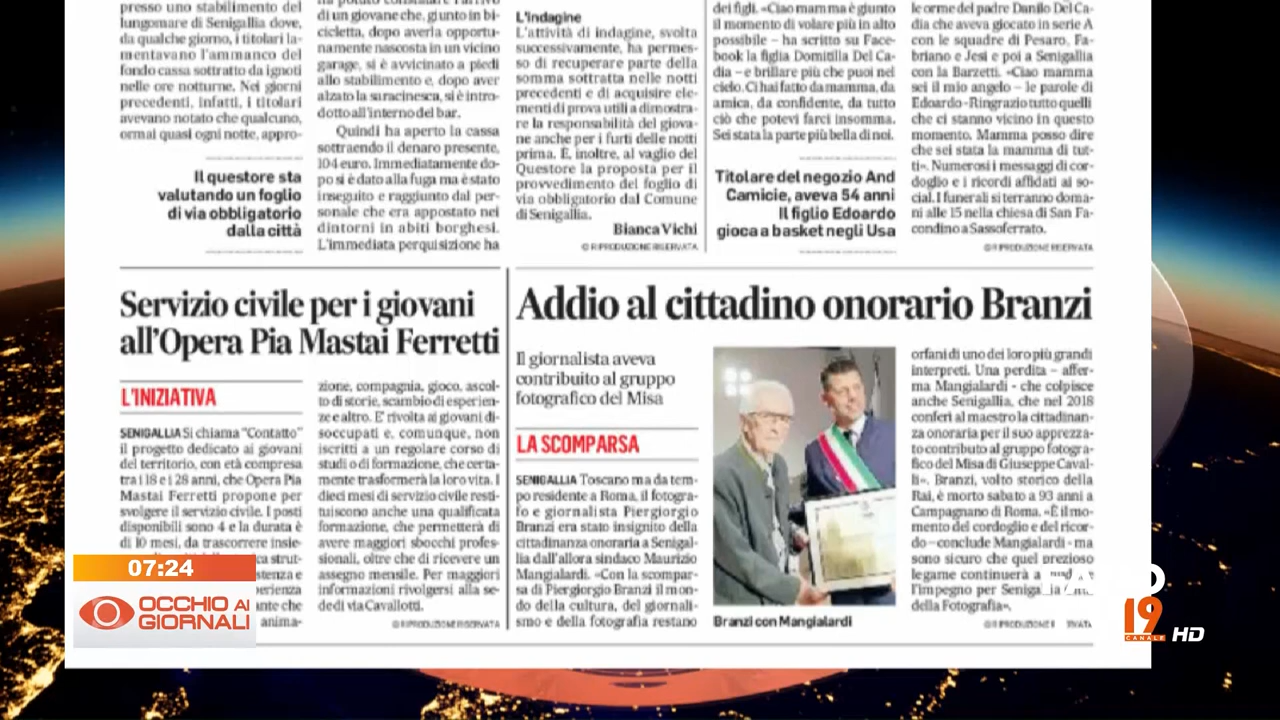 presso uno stabilimento del
lungomare di Senigallia dove,
da qualche giorno, i titolari la-
mentavano l'ammanco del
fondo cassa sottratto da ignoti
nelle ore notturne. Nei giorni
precedenti, infatti, i titolari
avevano notato che qualcuno,
ormai quasi ogni notte, appro-
Il questore sta
valutando un foglio
di via obbligatorio
dalla città
di un giovane che, giunto in bi-
cicletta, dopo averla opportu-
namente nascosta in un vicino
garage, si è avvicinato a piedi
allo stabilimento e, dopo aver
alzato la saracinesca, si è intro-
dotto all'interno del bar.
Quindi ha aperto la cassa
sottraendo il denaro presente,
104 euro. Immediatamente do-
po si è dato alla fuga ma è stato
inseguito e raggiunto dal per-
sonale che era appostato nei
dintorni in abiti borghesi.
L'immediata perquisizione ha
L'indagine
L'attività di indagine, svolta
successivamente, ha permes-
so di recuperare parte della
somma sottratta nelle notti
precedenti e di acquisire ele-
menti di prova utili a dimostra-
re la responsabilità del giova-
ne anche per i furti delle notti
prima. È, inoltre, al vaglio del
Questore la proposta per il
provvedimento del foglio di
via obbligatorio dal Comune
di Senigallia.
Bianca Vichi
© RIPRODUZIONE RISERVATA
dei figli. «Ciao mamma è giunto
il momento di volare più in alto
possibile – ha scritto su Face-
book la figlia Domitilla Del Ca-
dia – e brillare più che puoi nel
cielo. Ci hai fatto da mamma, da
amica, da confidente, da tutto
ciò che potevi farci insomma.
Sei stata la parte più bella di noi.
Titolare del negozio And
Camicie, aveva 54 anni
Il figlio Edoardo
gioca a basket negli Usa
le orme del padre Danilo Del Ca-
dia che aveva giocato in serie A
con le squadre di Pesaro, Fa-
briano e Jesi e poi a Senigallia
con la Barzetti. «Ciao mamma
sei il mio angelo – le parole di
Edoardo - Ringrazio tutto quelli
che ci stanno vicino in questo
momento. Mamma posso dire
che sei stata la mamma di tut-
ti». Numerosi i messaggi di cor-
doglio e i ricordi affidati ai so-
cial. I funerali si terranno doma-
ni alle 15 nella chiesa di San Fa-
condino a Sassoferrato.
© RIPRODUZIONE RISERVATA
Servizio civile per i giovani
all'Opera Pia Mastai Ferretti
L'INIZIATIVA
SENIGALLIA Si chiama "Contatto"
il progetto dedicato ai giovani
del territorio, con età compresa
tra i 18 e i 28 anni, che Opera Pia
Mastai Ferretti propone per
svolgere il servizio civile. I posti
disponibili sono 4 e la durata è
di 10 mesi, da trascorrere insie-
ca strut-
stenza e
perienza
ante che
anima-
zione, compagnia, gioco, ascol-
to di storie, scambio di esperien-
ze e altro. E' rivolta ai giovani di-
soccupati e, comunque, non
iscritti a un regolare corso di
studi o di formazione, che certa-
mente trasformerà la loro vita. I
dieci mesi di servizio civile resti-
tuiscono anche una qualificata
formazione, che permetterà di
avere maggiori sbocchi profes-
sionali, oltre che di ricevere un
assegno mensile. Per maggiori
informazioni rivolgersi alla se-
de di via Cavallotti.
© RIPRODUZIONE RISERVATA
Addio al cittadino onorario Branzi
Il giornalista aveva
contribuito al gruppo
fotografico del Misa
LA SCOMPARSA
SENIGALLIA Toscano ma da tem-
po residente a Roma, il fotogra-
fo e giornalista Piergiorgio
Branzi era stato insignito della
cittadinanza onoraria a Senigal-
lia dall'allora sindaco Maurizio
Mangialardi. «Con la scompar-
sa di Piergiorgio Branzi il mon-
do della cultura, del giornali-
smo e della fotografia restano
Branzi con Mangialardi
orfani di uno dei loro più grandi
interpreti. Una perdita – affer-
ma Mangialardi - che colpisce
anche Senigallia, che nel 2018
conferì al maestro la cittadinan-
za onoraria per il suo apprezza-
to contributo al gruppo fotogra-
fico del Misa di Giuseppe Caval-
li». Branzi, volto storico della
Rai, è morto sabato a 93 anni a
Campagnano di Roma. «È il mo-
mento del cordoglio e del ricor-
do – conclude Mangialardi - ma
sono sicuro che quel prezioso
legame continuerà a
l'impegno per Seniga
della Fotografia».
07:24
OCCHIO AI
GIORNALI
19
CANALE
HD